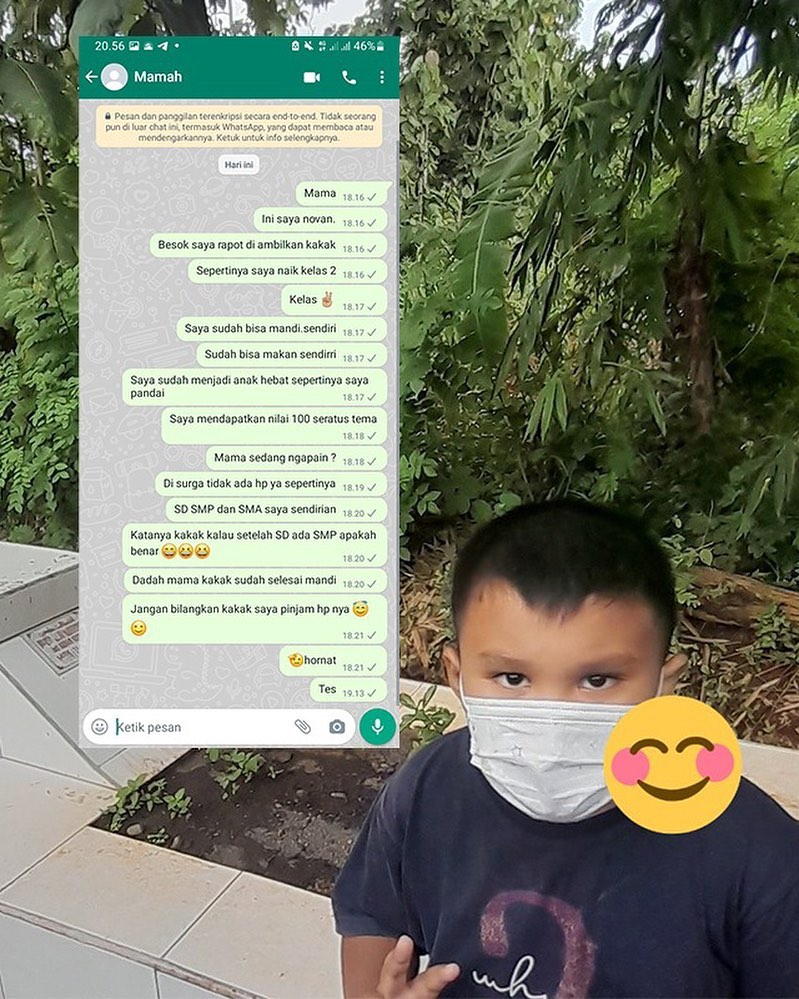 20.56 46%
Mamah
Pesan dan panggilan terenkripsi secara end-to-end. Tidak seorang
pun di luar chat ini, termasuk WhatsApp, yang dapat membaca atau
mendengarkannya. Ketuk untuk info selengkapnya.
Hari ini
Mama 18.16
Ini saya novan. 18.16
Besok saya rapot di ambilkan kakak 18.16
Sepertinya saya naik kelas 2 18.16
Kelas ✌🏼 18.17
Saya sudah bisa mandi.sendiri 18.17
Sudah bisa makan sendirri 18.17
Saya sudah menjadi anak hebat sepertinya saya
pandai 18.17
Saya mendapatkan nilai 100 seratus tema
18.18
Mama sedang ngapain ? 18.18
Di surga tidak ada hp ya sepertinya 18.19
SD SMP dan SMA saya sendirian 18.20
Katanya kakak kalau setelah SD ada SMP apakah
benar 😄😆😆 18.20
Dadah mama kakak sudah selesai mandi 18.20
Jangan bilangkan kakak saya pinjam hp nya 😇
☺ 18.21
🫡hornat 18.21
Tes 19.13
Ketik pesan